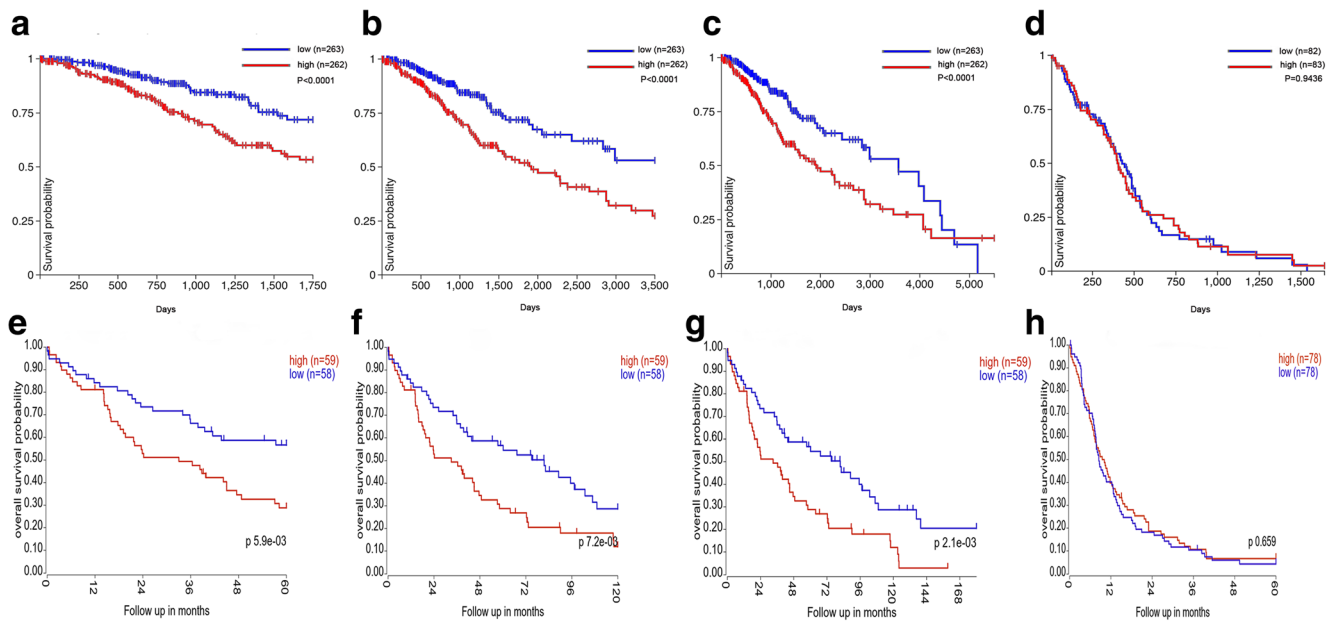 a
low (n=263)
high (n=262)
P<0.0001
1
0.75
0.5
0.25
0
Survival probability
250
500
750
1,000
1,250
1,500
1,750
Days
b
low (n=263)
high (n=262)
P<0.0001
1
0.75
0.5
0.25
0
Survival probability
500
1,000
1,500
2,000
2,500
3,000
3,500
Days
c
low (n=263)
high (n=262)
P<0.0001
1
0.75
0.5
0.25
0
Survival probability
1,000
2,000
3,000
4,000
5,000
Days
d
low (n=82)
high (n=83)
P=0.9436
1
0.75
0.5
0.25
0
Survival probability
250
500
750
1,000
1,250
1,500
Days
e
high (n=59)
low (n=58)
1.00
0.90
0.80
0.70
0.60
0.50
0.40
0.30
0.20
0.10
0.00
overall survival probability
p 5.9e-03
0
12
24
36
48
60
Follow up in months
f
high (n=59)
low (n=58)
1.00
0.90
0.80
0.70
0.60
0.50
0.40
0.30
0.20
0.10
0.00
overall survival probability
p 7.2e-03
0
24
48
72
96
120
Follow up in months
g
high (n=59)
low (n=58)
1.00
0.90
0.80
0.70
0.60
0.50
0.40
0.30
0.20
0.10
0.00
overall survival probability
p 2.1e-03
0
24
48
72
96
120
144
168
Follow up in months
h
high (n=78)
low (n=78)
1.00
0.90
0.80
0.70
0.60
0.50
0.40
0.30
0.20
0.10
0.00
overall survival probability
p 0.659
0
12
24
36
48
60
Follow up in months